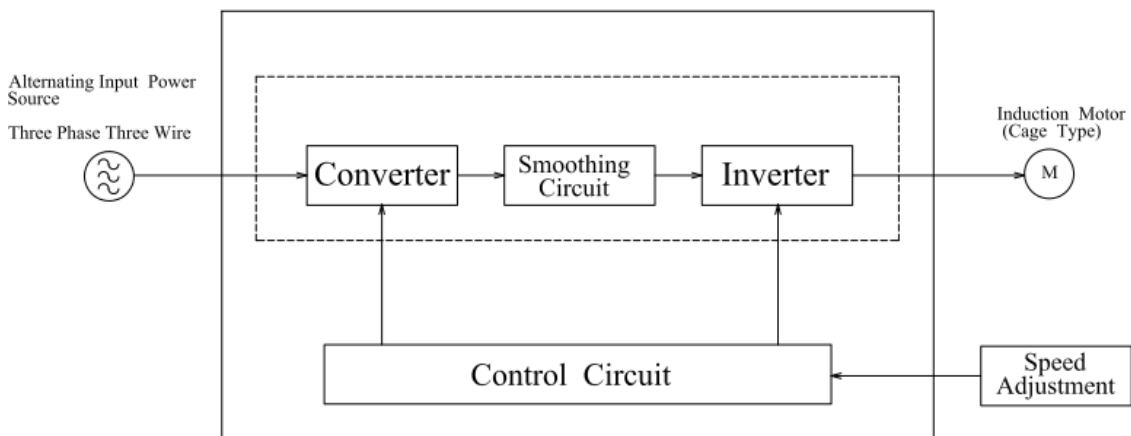 Alternating Input Power
Source
Three Phase Three Wire
Converter
Smoothing
Circuit
Inverter
Induction Motor
(Cage Type)
M
Control Circuit
Speed
Adjustment